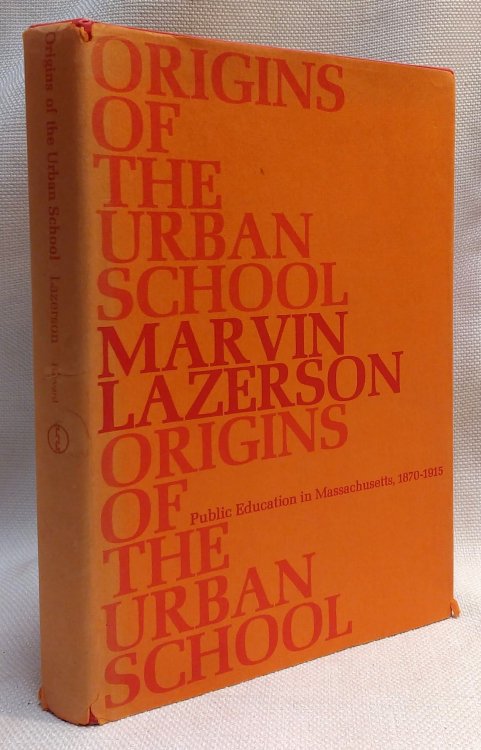 ORIGINS
OF
THE
URBAN
SCHOOL
MARVIN
LAZERSON
ORIGINS
OF
Public Education in Massachusetts, 1870-1915
THE
URBAN
SCHOOL
Origins of the Urban School Lazerson